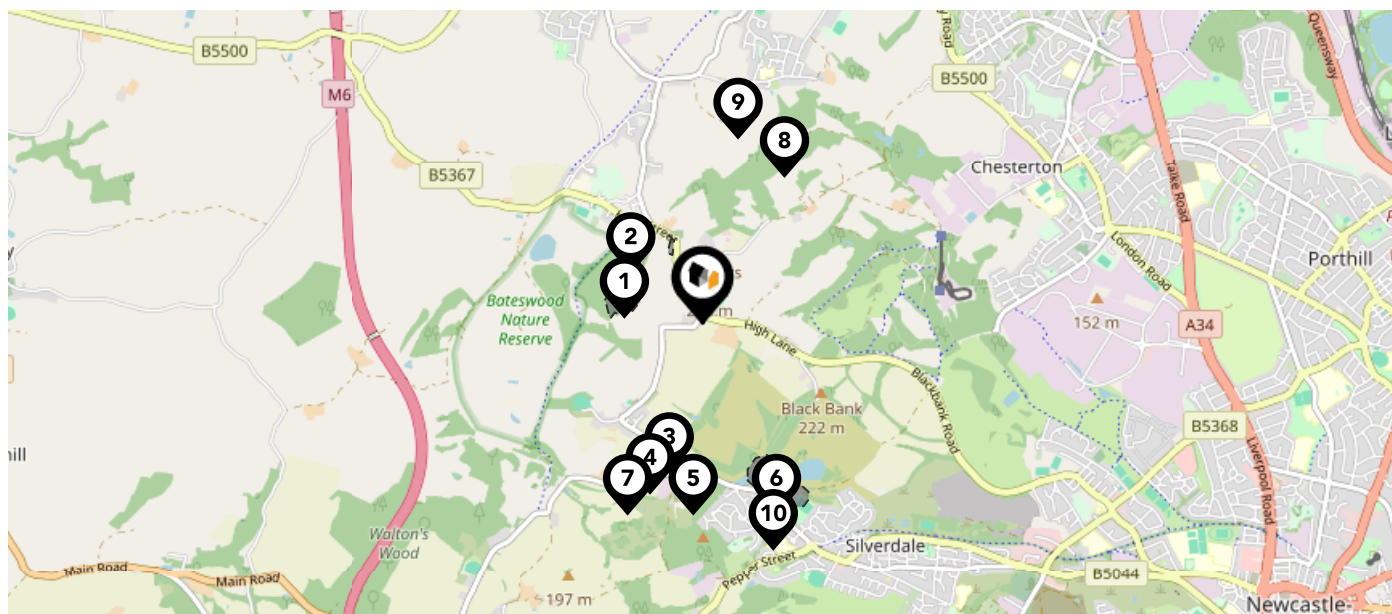 B5500
M6
9
B5500
Queensway
8
B5367
Chesterton
Talke Road
2
London Road
Porthill
1
Bateswood
Nature
Reserve
High Lane
152 m
A34
Blackbank Road
Black Bank
222 m
B5368
3
4
7
5
6
10
Liverpool Road
Walton's
Wood
Silverdale
Main Road
Main Road
Pepper Street
197 m
B5044
Newcastle-